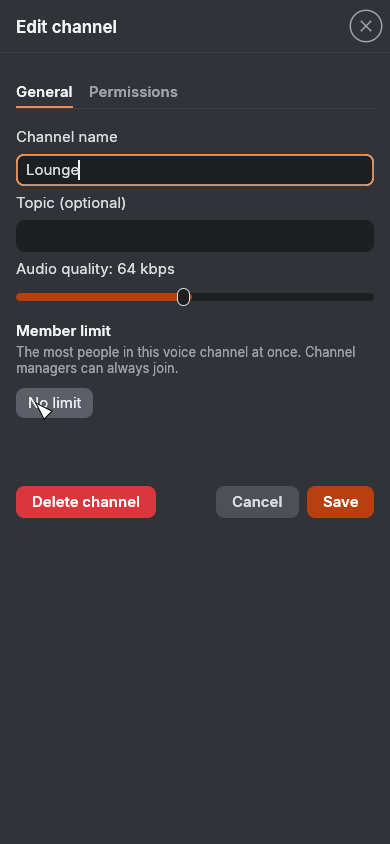 Edit channel
General
Permissions
Channel name
Lounge
Topic (optional)
Audio quality: 64 kbps
Member limit
The most people in this voice channel at once. Channel
managers can always join.
No limit
Delete channel
Cancel
Save